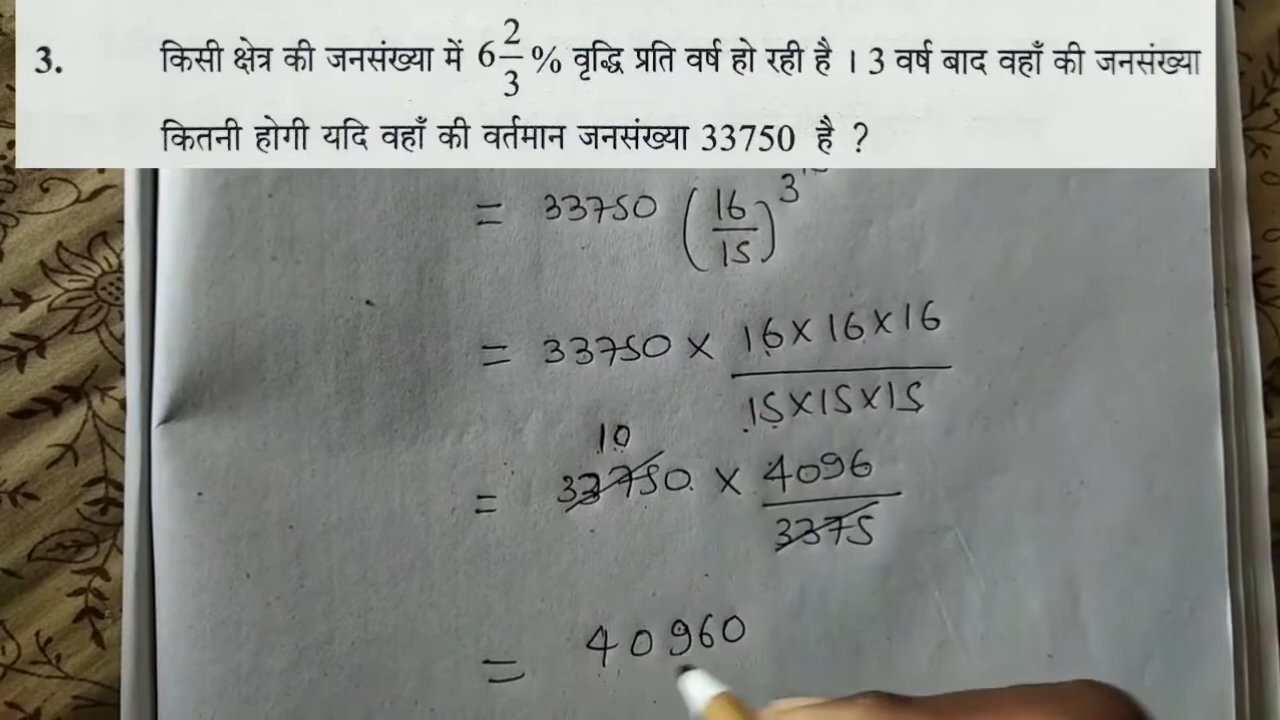 3. किसी क्षेत्र की जनसंख्या में 6 2/3 % वृद्धि प्रति वर्ष हो रही है । 3 वर्ष बाद वहाँ की जनसंख्या
कितनी होगी यदि वहाँ की वर्तमान जनसंख्या 33750 है ?
= 33750 (16/15)^3
= 33750 × 16×16×16 / 15×15×15
10
= 33750 × 4096 / 3375
= 40960